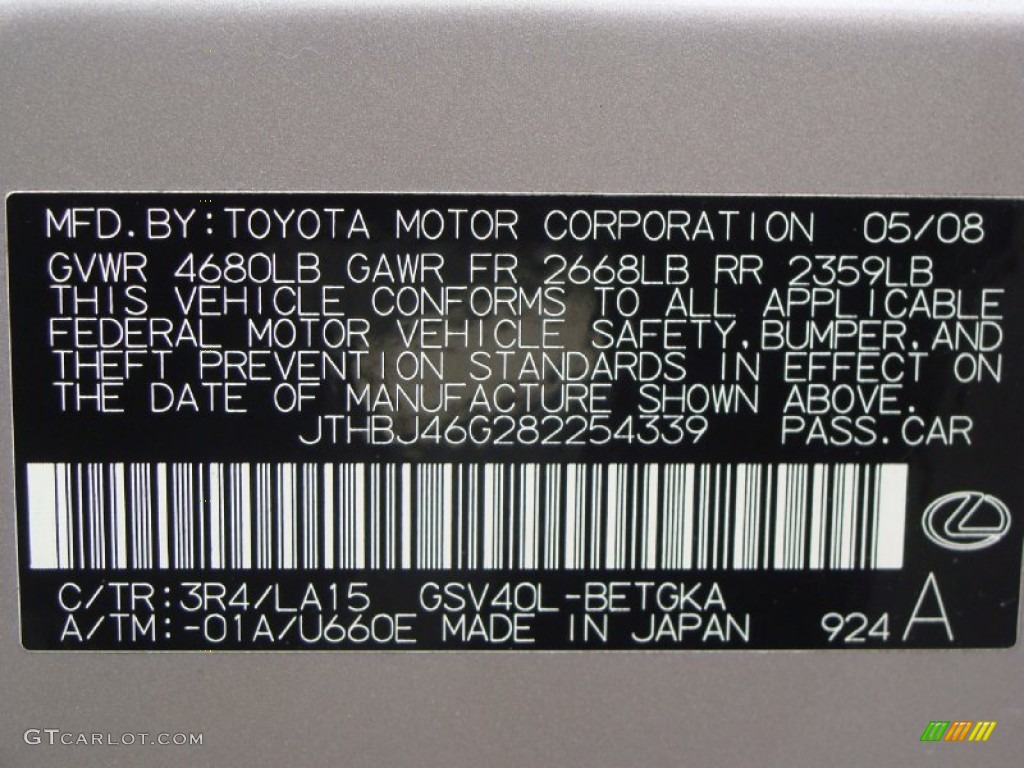 MFD.BY:TOYOTA MOTOR CORPORATION 05/08
GVWR 4680LB GAWR FR 2668LB RR 2359LB
THIS VEHICLE CONFORMS TO ALL APPLICABLE
FEDERAL MOTOR VEHICLE SAFETY,BUMPER,AND
THEFT PREVENTION STANDARDS IN EFFECT ON
THE DATE OF MANUFACTURE SHOWN ABOVE.
JTHBJ46G282254339 PASS.CAR
C/TR:3R4/LA15 GSV40L-BETGKA
A/TM:-01A/U660E MADE IN JAPAN 924 A
GTCARLOT.COM